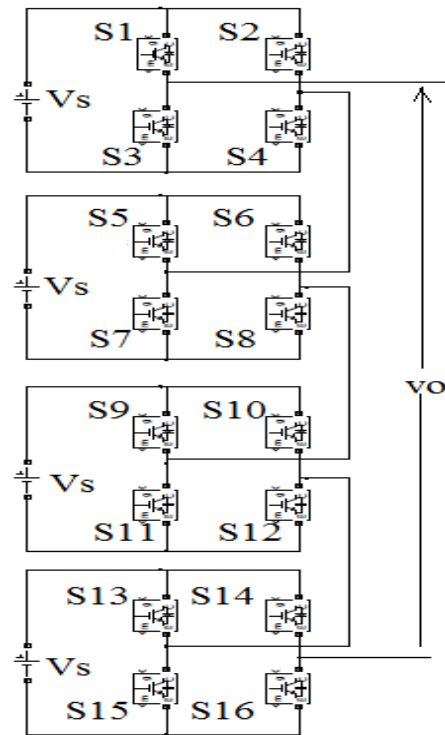 S1 S2
Vs
S3 S4
S5 S6
Vs
S7 S8
vo
S9 S10
Vs
S11 S12
S13 S14
Vs
S15 S16